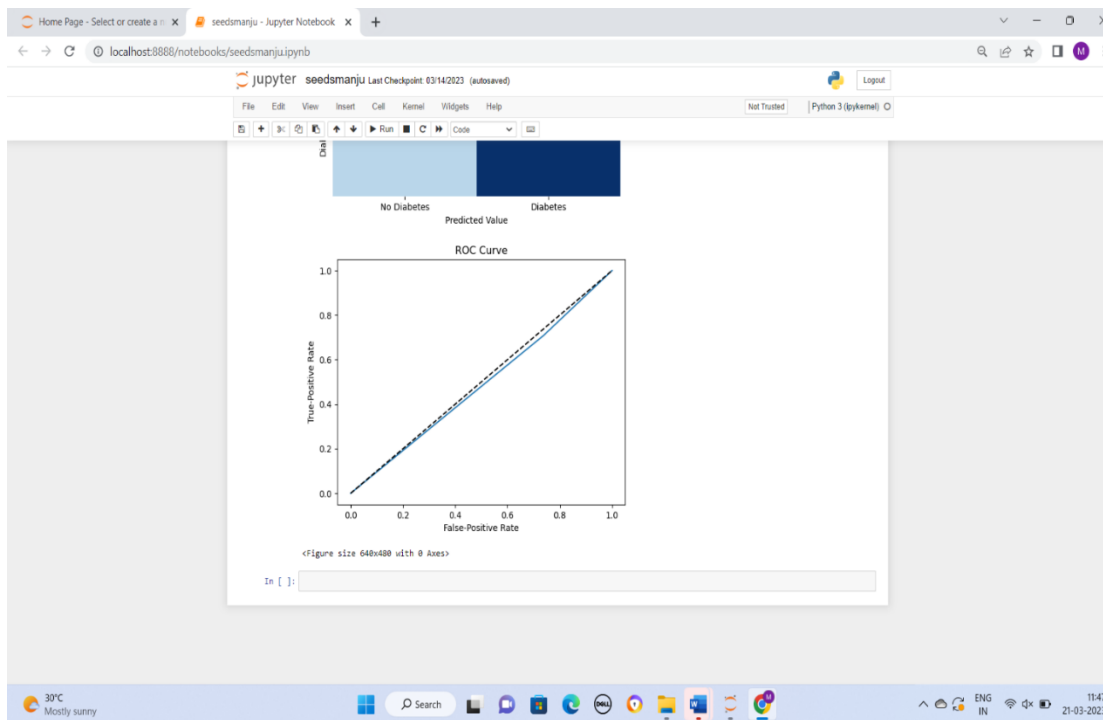 Home Page - Select or create a n
seedsmanju - Jupyter Notebook
localhost:8888/notebooks/seedsmanju.ipynb
M
jupyter seedsmanju Last Checkpoint: 03/14/2023 (autosaved)
Logout
File Edit View Insert Cell Kernel Widgets Help
Not Trusted
Python 3 (ipykernel)
Run
Code
No Diabetes
Diabetes
Predicted Value
ROC Curve
True-Positive Rate
1.0
0.8
0.6
0.4
0.2
0.0
0.0 0.2 0.4 0.6 0.8 1.0
False-Positive Rate
<Figure size 640x480 with 0 Axes>
In [ ]:
30°C
Mostly sunny
Search
DELL
M
ENG
IN
11:47
21-03-2023